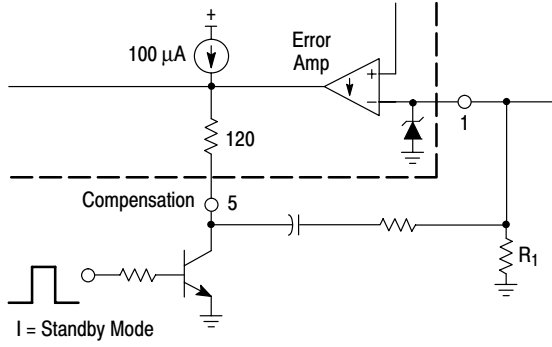 +
100 µA
Error
Amp
+
−
1
120
Compensation
5
R1
I = Standby Mode